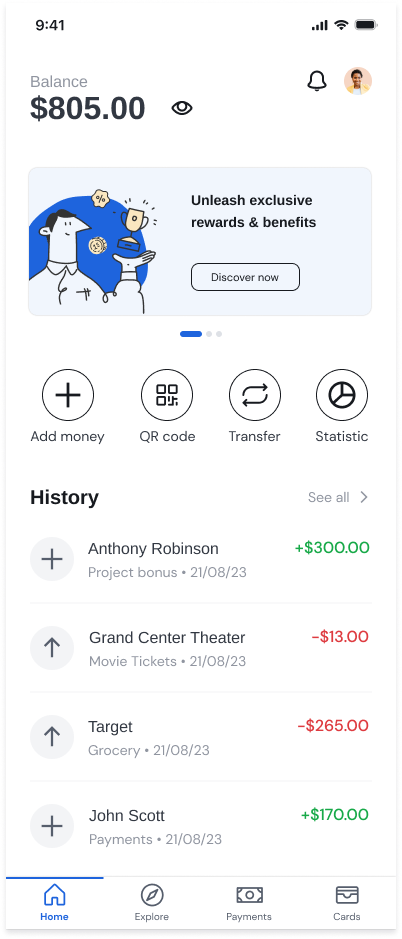 9:41
Balance
$805.00
%
Unleash exclusive
rewards & benefits
Discover now
Add money
QR code
Transfer
Statistic
History
See all
Anthony Robinson
+$300.00
Project bonus • 21/08/23
Grand Center Theater
-$13.00
Movie Tickets • 21/08/23
Target
-$265.00
Grocery • 21/08/23
John Scott
+$170.00
Payments • 21/08/23
Home
Explore
Payments
Cards